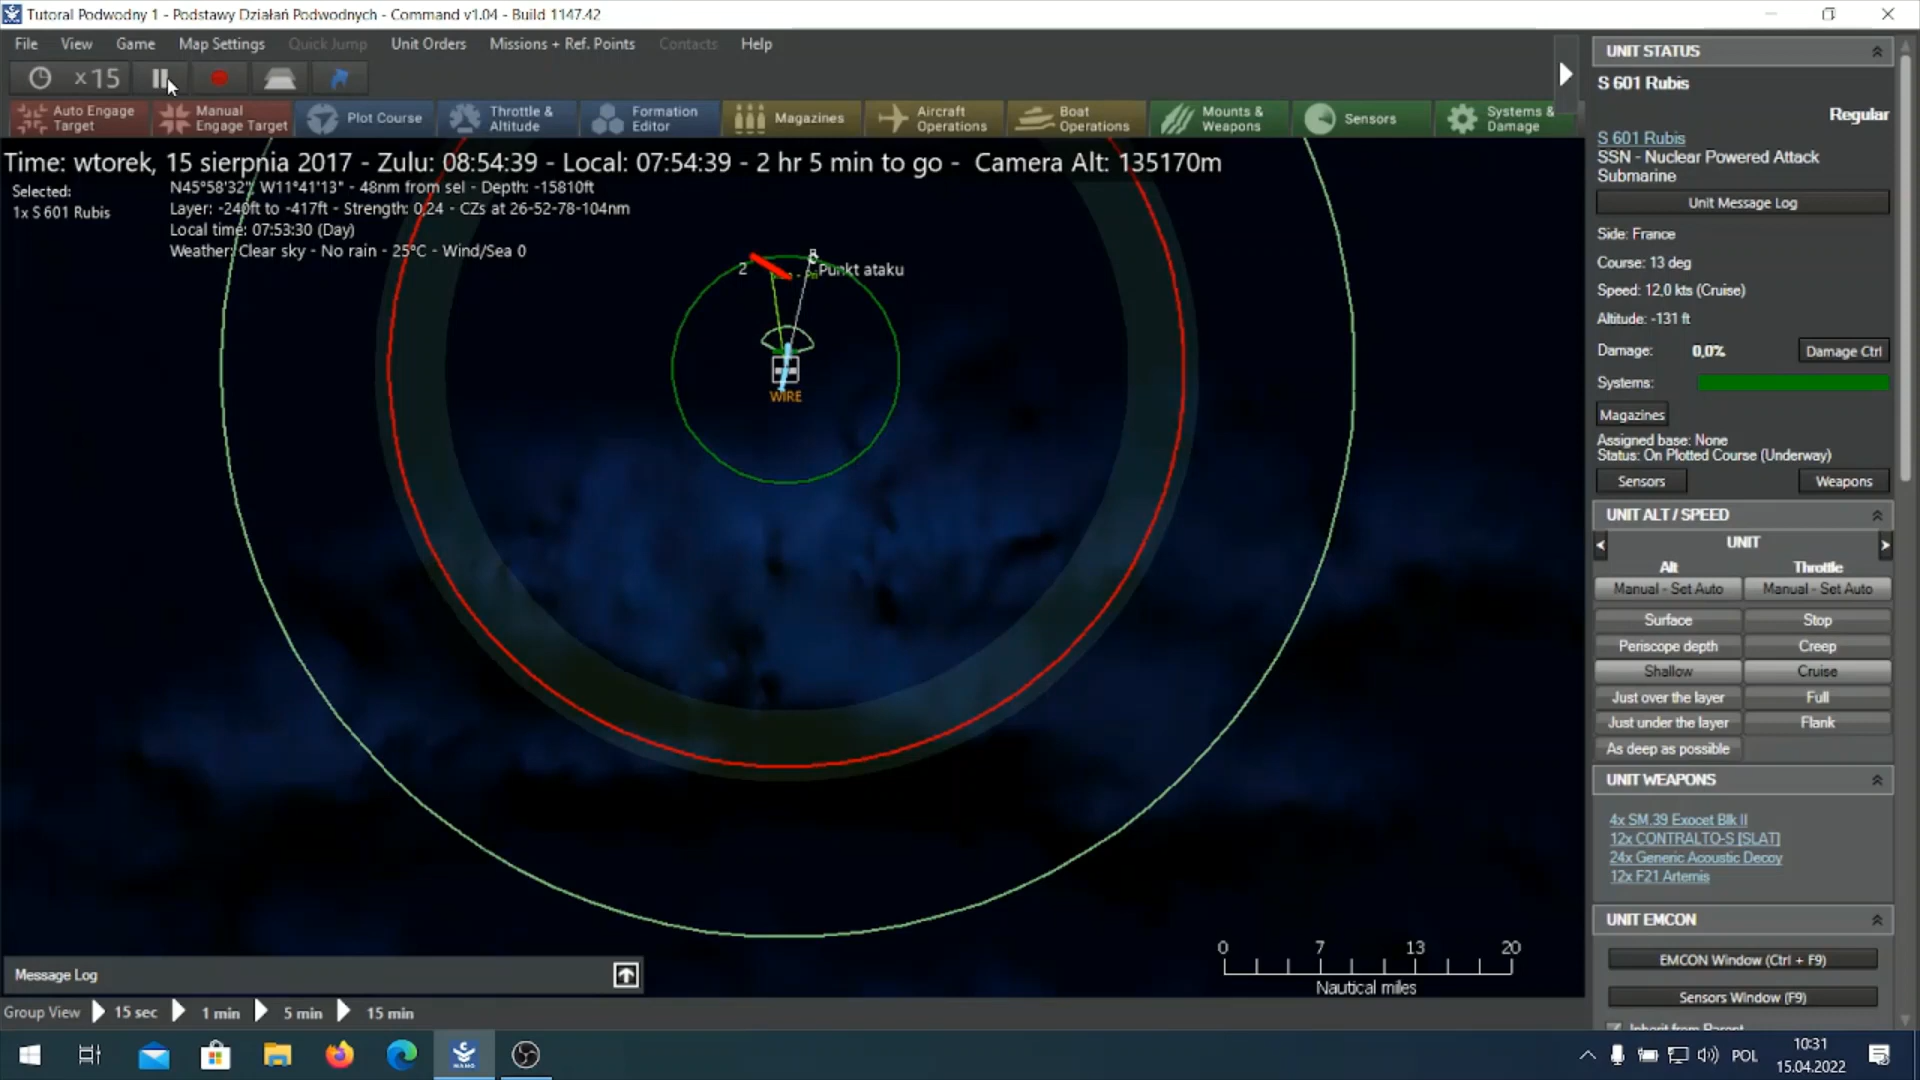 Tutoral Podwodny 1 - Podstawy Działań Podwodnych - Command v1.04 - Build 1147.42
File View Game Map Settings Quick Jump Unit Orders Missions + Ref. Points Contacts Help
x 15
Auto Engage Target
Manual Engage Target
Plot Course
Throttle & Altitude
Formation Editor
Magazines
Aircraft Operations
Boat Operations
Mounts & Weapons
Sensors
Systems & Damage
Time: wtorek, 15 sierpnia 2017 - Zulu: 08:54:39 - Local: 07:54:39 - 2 hr 5 min to go - Camera Alt: 135170m
Selected:
1x S 601 Rubis
N45°58'32", W11°41'13" - 48nm from sel - Depth: -15810ft
Layer: -240ft to -417ft - Strength: 0,24 - CZs at 26-52-78-104nm
Local time: 07:53:30 (Day)
Weather: Clear sky - No rain - 25°C - Wind/Sea 0
2
Punkt ataku
WIRE
0 7 13 20
Nautical miles
Message Log
Group View 15 sec 1 min 5 min 15 min
UNIT STATUS
S 601 Rubis
Regular
S 601 Rubis
SSN - Nuclear Powered Attack
Submarine
Unit Message Log
Side: France
Course: 13 deg
Speed: 12,0 kts (Cruise)
Altitude: -131 ft
Damage: 0,0% Damage Ctrl
Systems:
Magazines
Assigned base: None
Status: On Plotted Course (Underway)
Sensors Weapons
UNIT ALT / SPEED
UNIT
Alt Throttle
Manual - Set Auto Manual - Set Auto
Surface Stop
Periscope depth Creep
Shallow Cruise
Just over the layer Full
Just under the layer Flank
As deep as possible
UNIT WEAPONS
4x SM.39 Exocet Blk II
12x CONTRALTO-S [SLAT]
24x Generic Acoustic Decoy
12x F21 Artemis
UNIT EMCON
EMCON Window (Ctrl + F9)
Sensors Window (F9)
Inherit from Parent
POL
10:31
15.04.2022